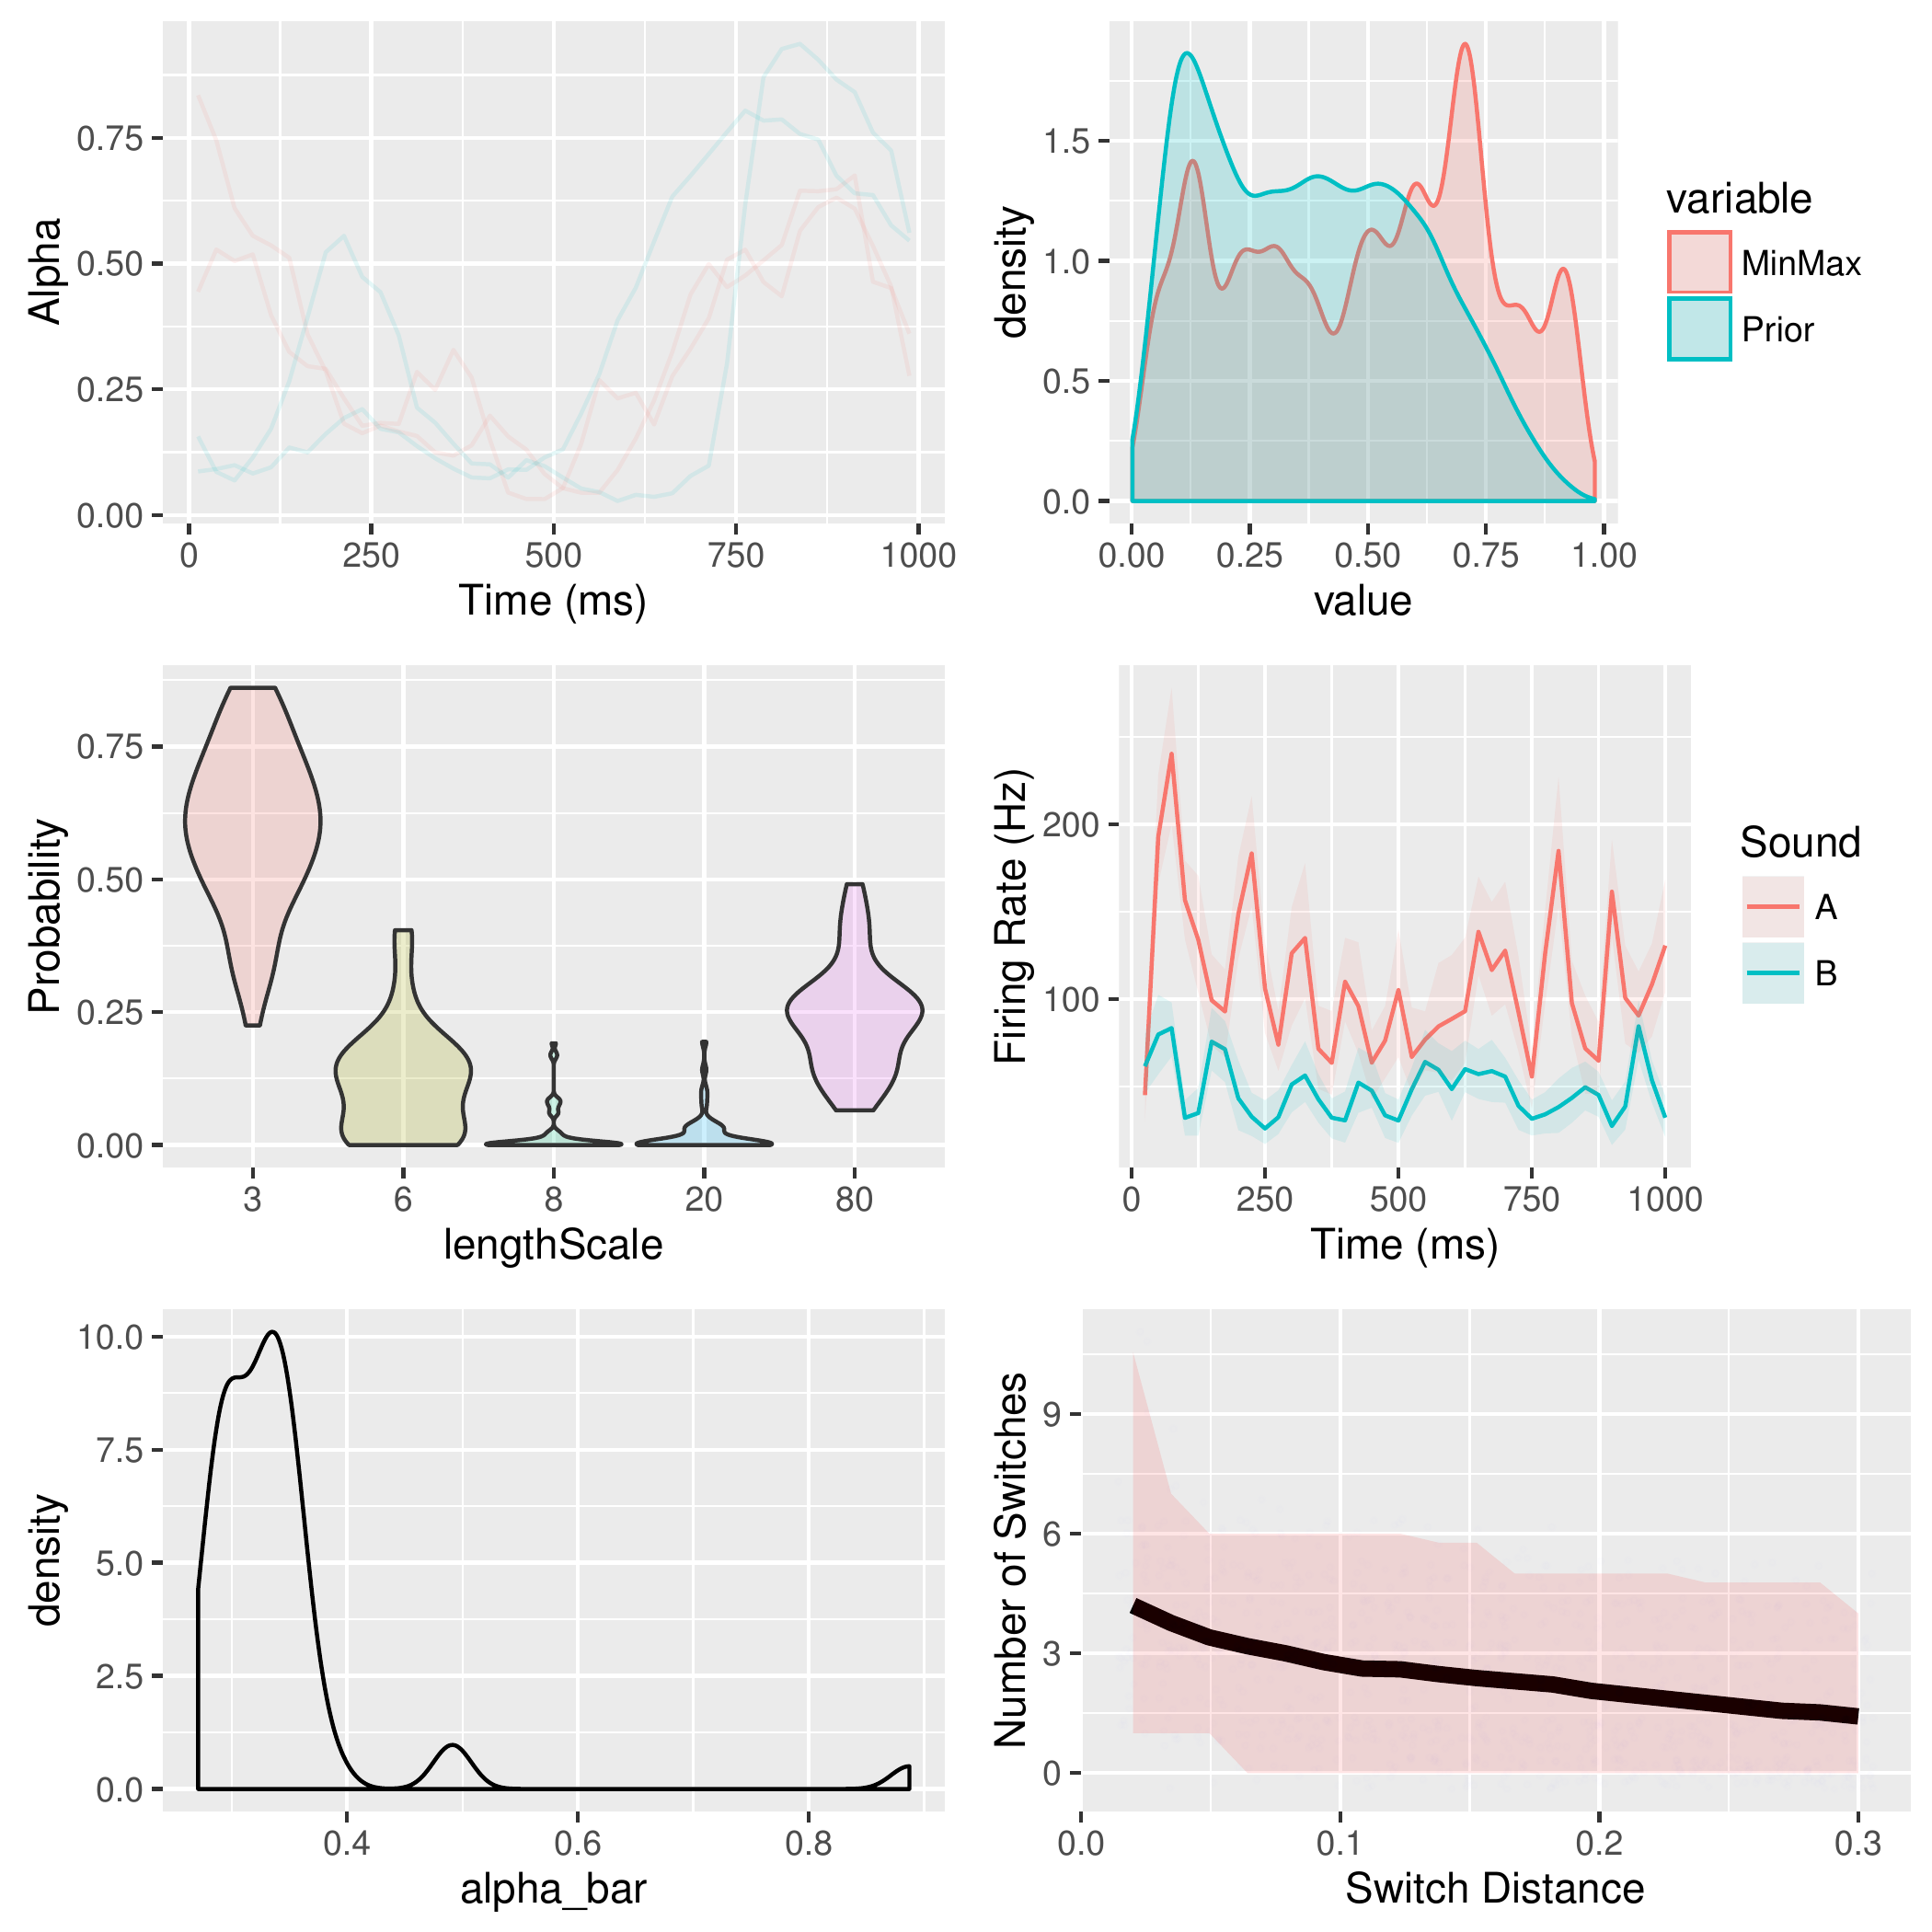 Alpha
0.75
0.50
0.25
0.00
0 250 500 750 1000
Time (ms)
density
1.5
1.0
0.5
0.0
0.00 0.25 0.50 0.75 1.00
value
variable
MinMax
Prior
Probability
0.75
0.50
0.25
0.00
3 6 8 20 80
lengthScale
Firing Rate (Hz)
200
100
0 250 500 750 1000
Time (ms)
Sound
A
B
density
10.0
7.5
5.0
2.5
0.0
0.4 0.6 0.8
alpha_bar
Number of Switches
9
6
3
0
0.0 0.1 0.2 0.3
Switch Distance